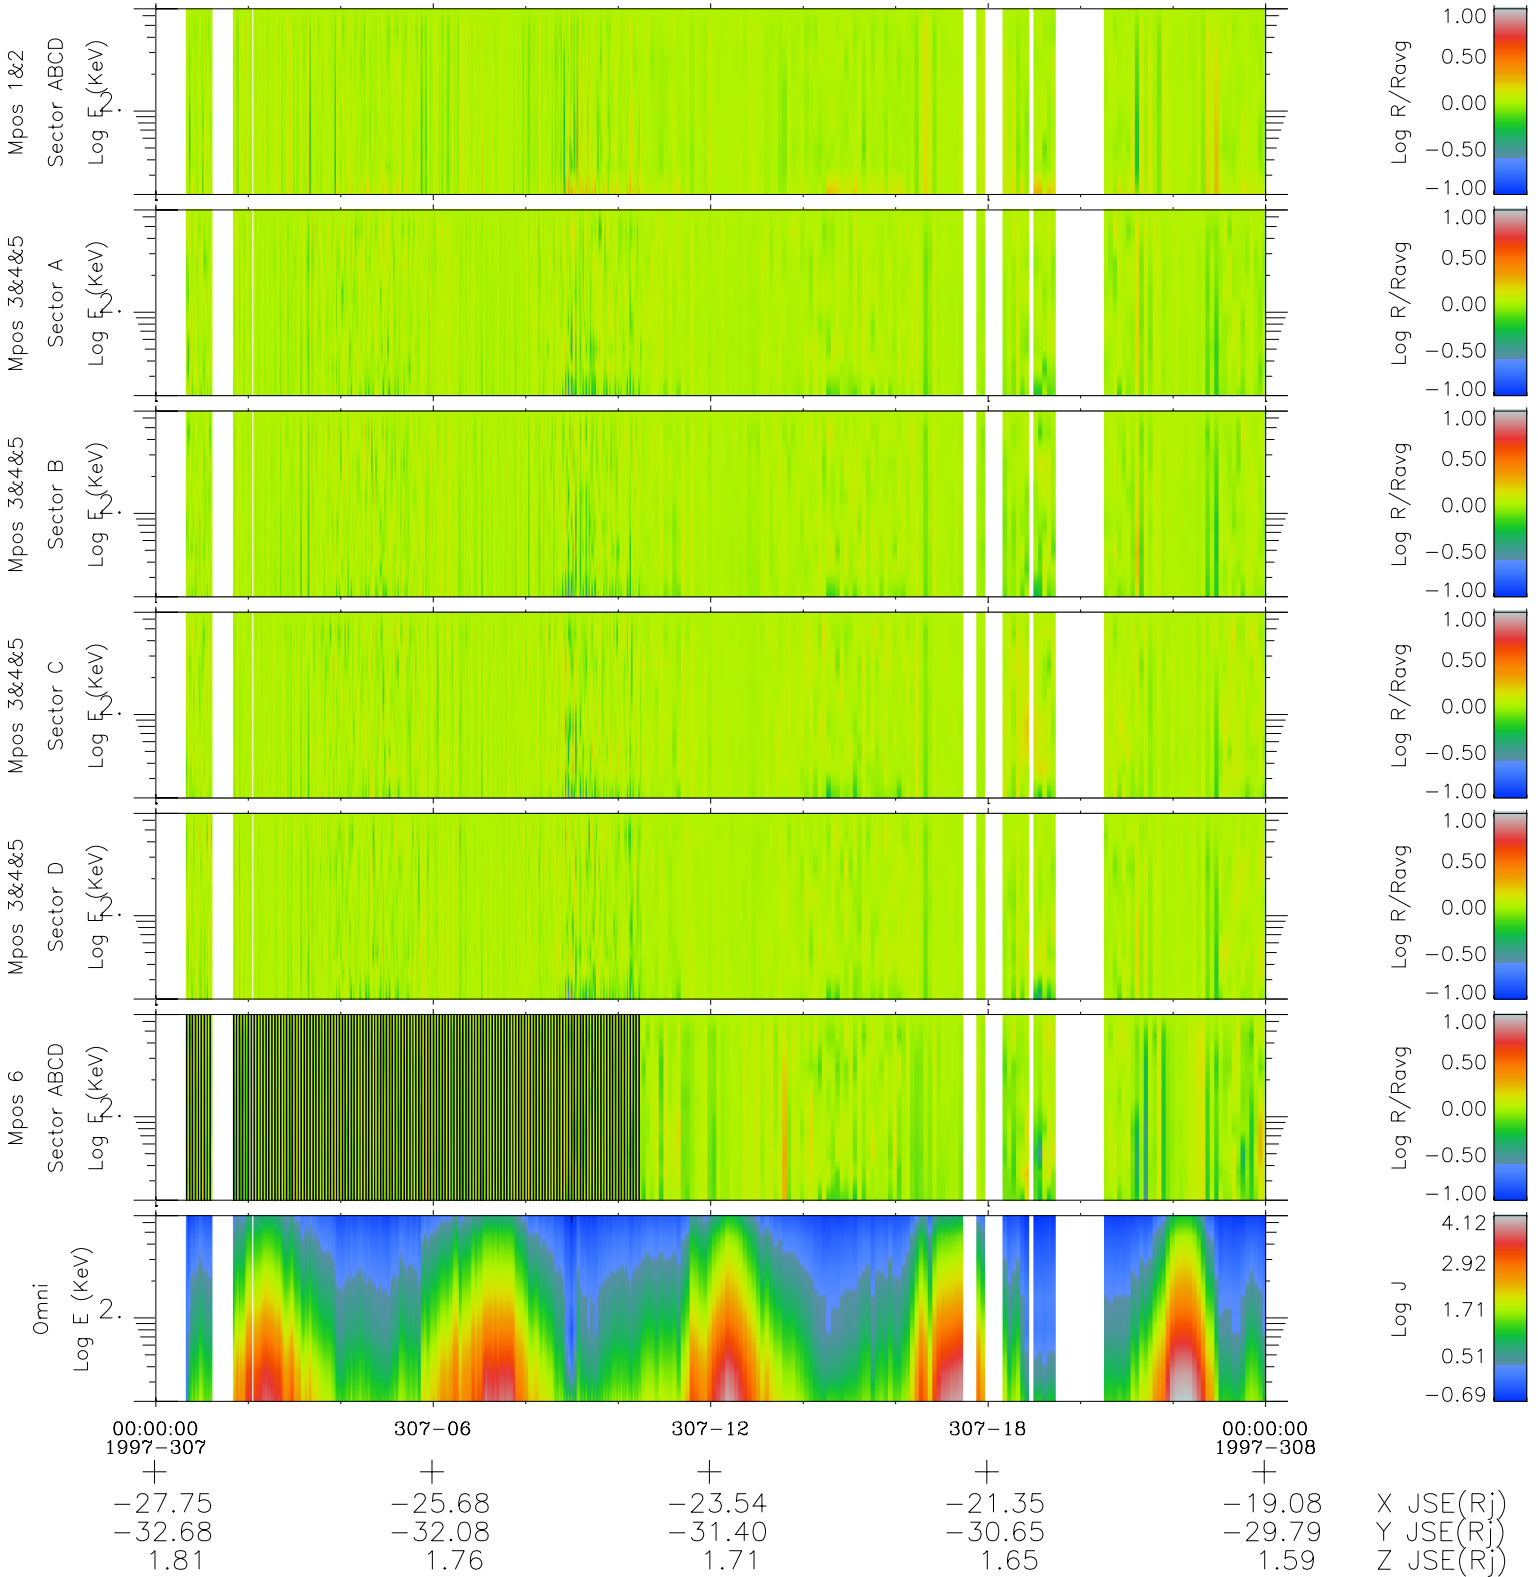 Mpos 1&2
Sector ABCD
Log E (KeV)
2.
Log R/Ravg
1.00
0.50
0.00
−0.50
−1.00
Mpos 3&4&5
Sector A
Log E (KeV)
2.
Log R/Ravg
1.00
0.50
0.00
−0.50
−1.00
Mpos 3&4&5
Sector B
Log E (KeV)
2.
Log R/Ravg
1.00
0.50
0.00
−0.50
−1.00
Mpos 3&4&5
Sector C
Log E (KeV)
2.
Log R/Ravg
1.00
0.50
0.00
−0.50
−1.00
Mpos 3&4&5
Sector D
Log E (KeV)
2.
Log R/Ravg
1.00
0.50
0.00
−0.50
−1.00
Mpos 6
Sector ABCD
Log E (KeV)
2.
Log R/Ravg
1.00
0.50
0.00
−0.50
−1.00
Omni
Log E (KeV)
2.
Log J
4.12
2.92
1.71
0.51
−0.69
00:00:00 307−06 307−12 307−18 00:00:00
1997−307 1997−308
−27.75 −25.68 −23.54 −21.35 −19.08 X JSE(Rj)
−32.68 −32.08 −31.40 −30.65 −29.79 Y JSE(Rj)
1.81 1.76 1.71 1.65 1.59 Z JSE(Rj)